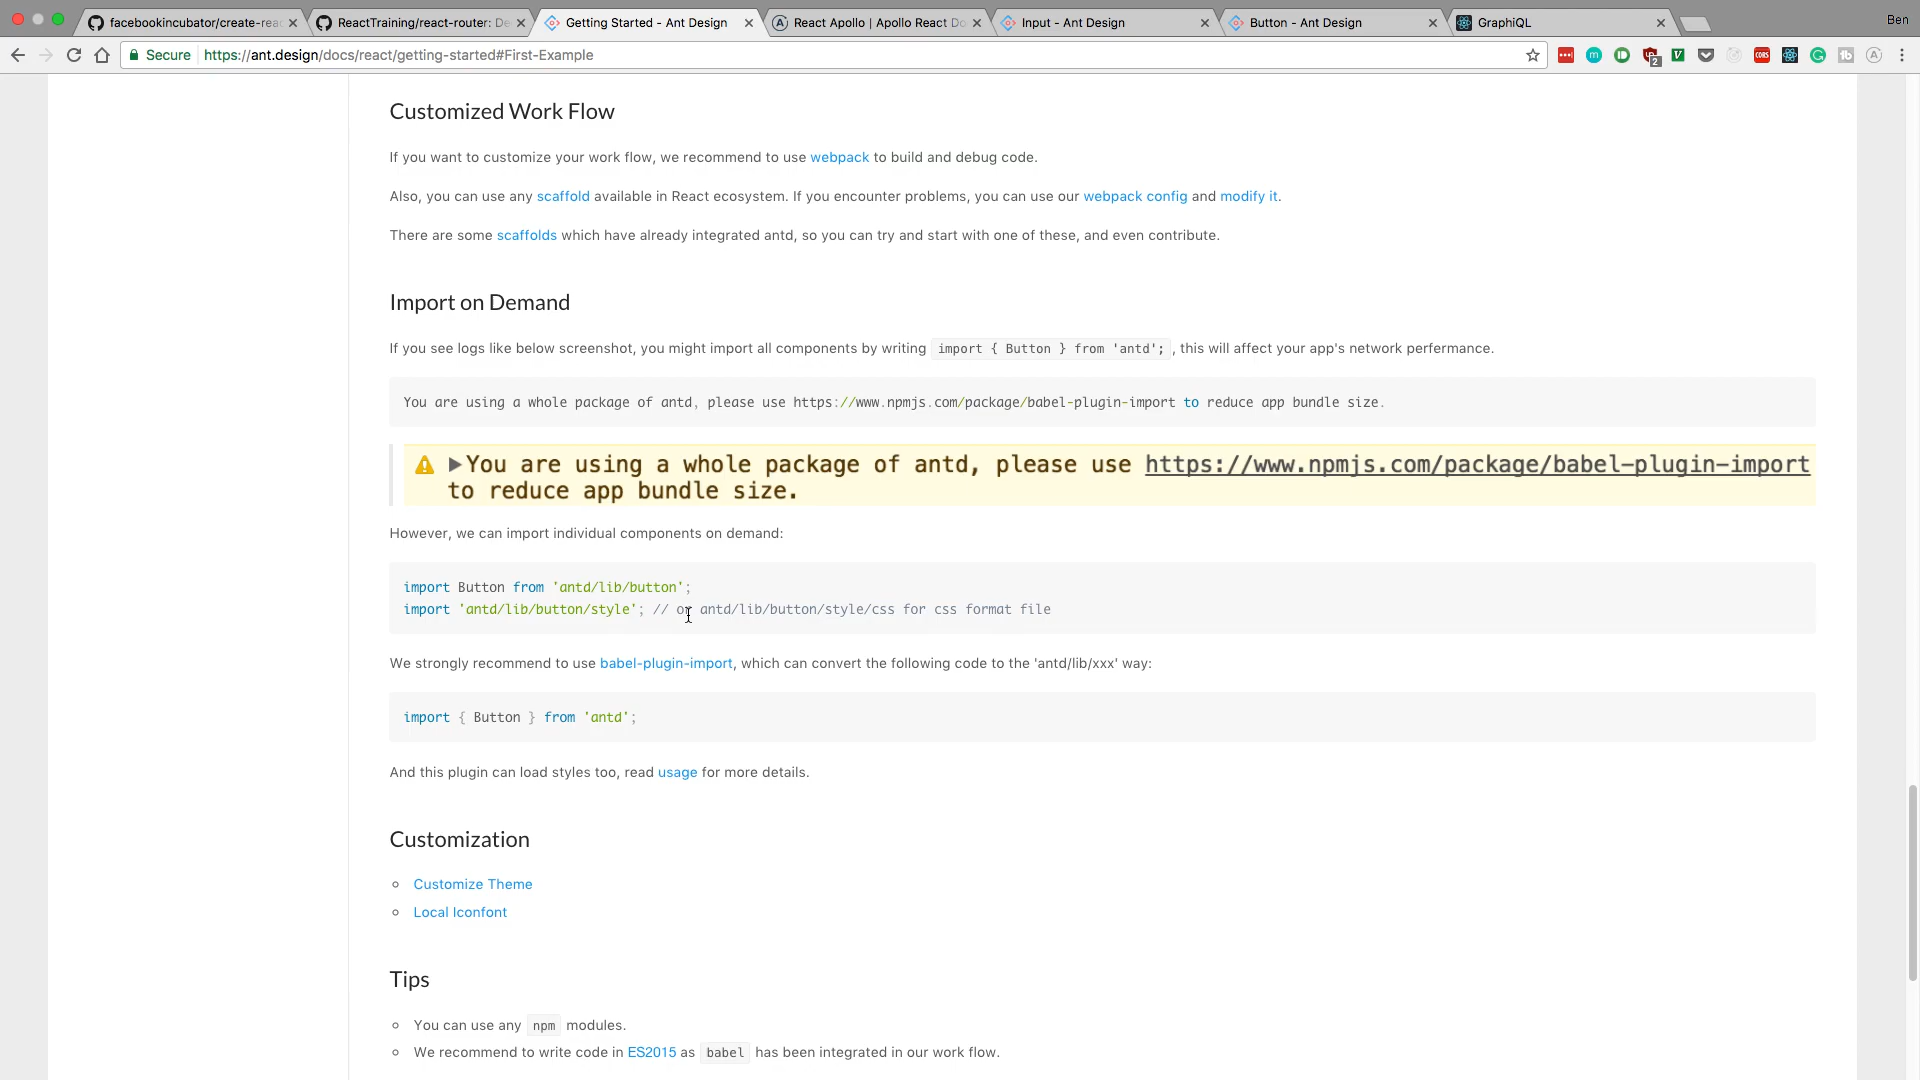 facebookincubator/create-reac
ReactTraining/react-router: De
Getting Started - Ant Design
React Apollo | Apollo React Do
Input - Ant Design
Button - Ant Design
GraphiQL
Ben
Secure
https://ant.design/docs/react/getting-started#First-Example
Customized Work Flow
If you want to customize your work flow, we recommend to use webpack to build and debug code.
Also, you can use any scaffold available in React ecosystem. If you encounter problems, you can use our webpack config and modify it.
There are some scaffolds which have already integrated antd, so you can try and start with one of these, and even contribute.
Import on Demand
If you see logs like below screenshot, you might import all components by writing import { Button } from 'antd'; , this will affect your app's network perfermance.
You are using a whole package of antd, please use https://www.npmjs.com/package/babel-plugin-import to reduce app bundle size.
You are using a whole package of antd, please use https://www.npmjs.com/package/babel-plugin-import
to reduce app bundle size.
However, we can import individual components on demand:
import Button from 'antd/lib/button';
import 'antd/lib/button/style'; // or antd/lib/button/style/css for css format file
We strongly recommend to use babel-plugin-import, which can convert the following code to the 'antd/lib/xxx' way:
import { Button } from 'antd';
And this plugin can load styles too, read usage for more details.
Customization
Customize Theme
Local Iconfont
Tips
You can use any npm modules.
We recommend to write code in ES2015 as babel has been integrated in our work flow.